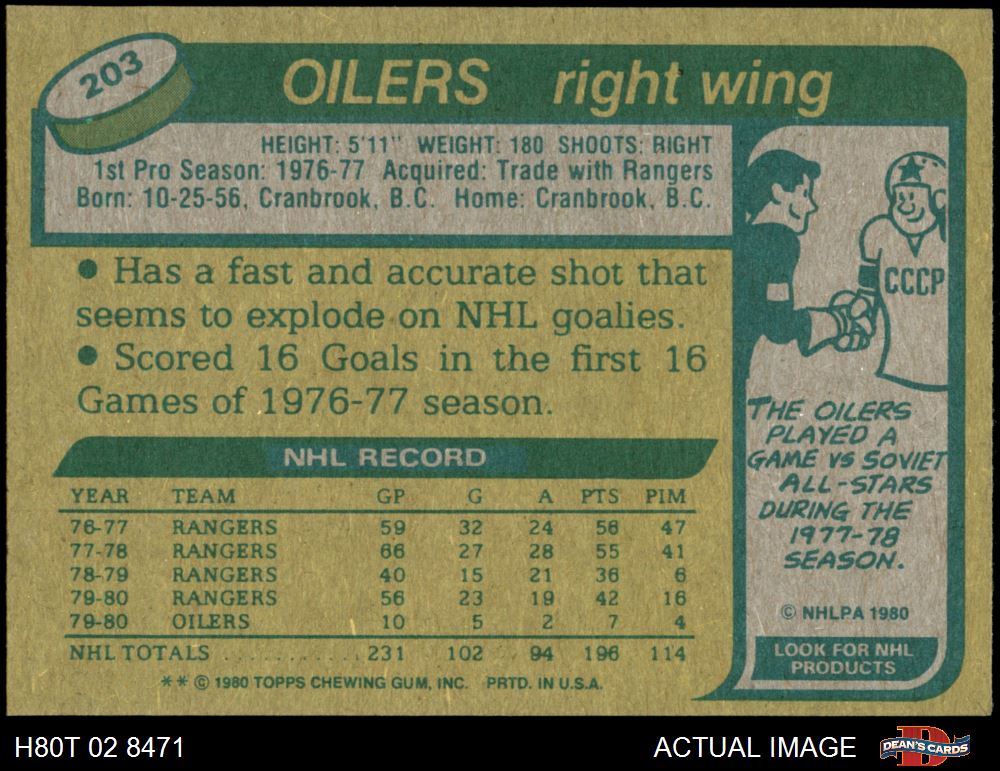 203
OILERS right wing
HEIGHT: 5'11" WEIGHT: 180 SHOOTS: RIGHT
1st Pro Season: 1976-77 Acquired: Trade with Rangers
Born: 10-25-56, Cranbrook, B.C. Home: Cranbrook, B.C.
● Has a fast and accurate shot that
seems to explode on NHL goalies.
● Scored 16 Goals in the first 16
Games of 1976-77 season.
NHL RECORD
YEAR TEAM GP G A PTS PIM
76-77 RANGERS 59 32 24 56 47
77-78 RANGERS 66 27 28 55 41
78-79 RANGERS 40 15 21 36 6
79-80 RANGERS 56 23 19 42 16
79-80 OILERS 10 5 2 7 4
NHL TOTALS ............ 231 102 94 196 114
** © 1980 TOPPS CHEWING GUM, INC. PRTD. IN U.S.A.
CCCP
THE OILERS
PLAYED A
GAME VS SOVIET
ALL-STARS
DURING THE
1977-78
SEASON.
© NHLPA 1980
LOOK FOR NHL
PRODUCTS
H80T 02 8471
ACTUAL IMAGE
DEAN'S CARDS